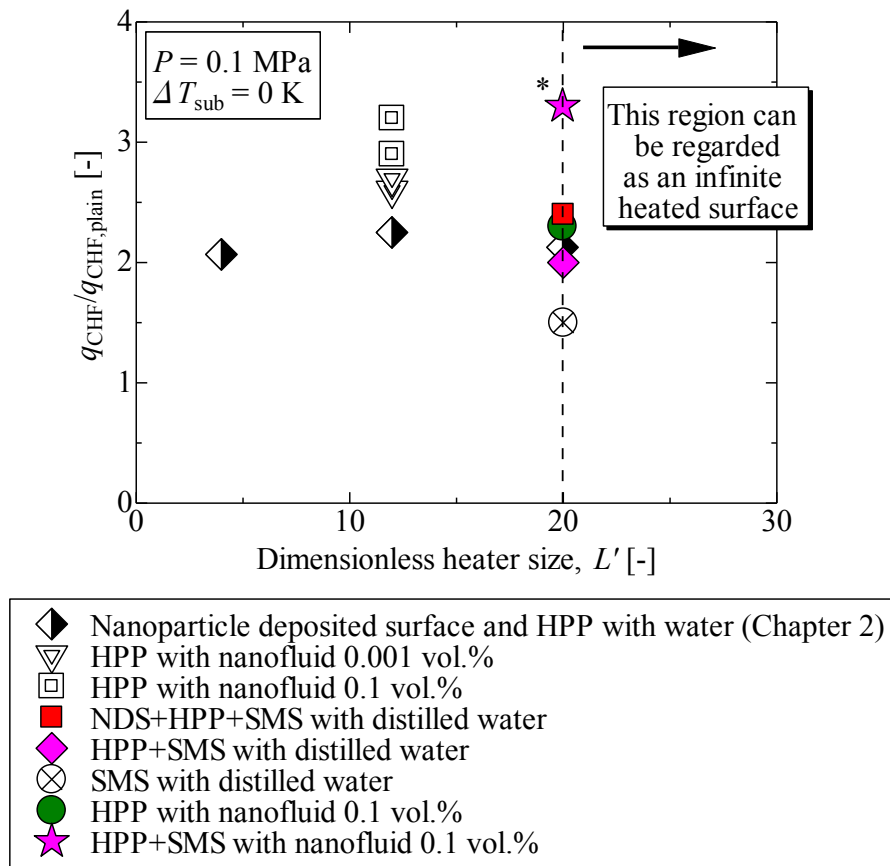 4
3
2
1
0
P = 0.1 MPa
ΔTsub = 0 K
*
This region can
be regarded
as an infinite
heated surface
qCHF/qCHF,plain [-]
0 10 20 30
Dimensionless heater size, L' [-]
Nanoparticle deposited surface and HPP with water (Chapter 2)
HPP with nanofluid 0.001 vol.%
HPP with nanofluid 0.1 vol.%
NDS+HPP+SMS with distilled water
HPP+SMS with distilled water
SMS with distilled water
HPP with nanofluid 0.1 vol.%
HPP+SMS with nanofluid 0.1 vol.%